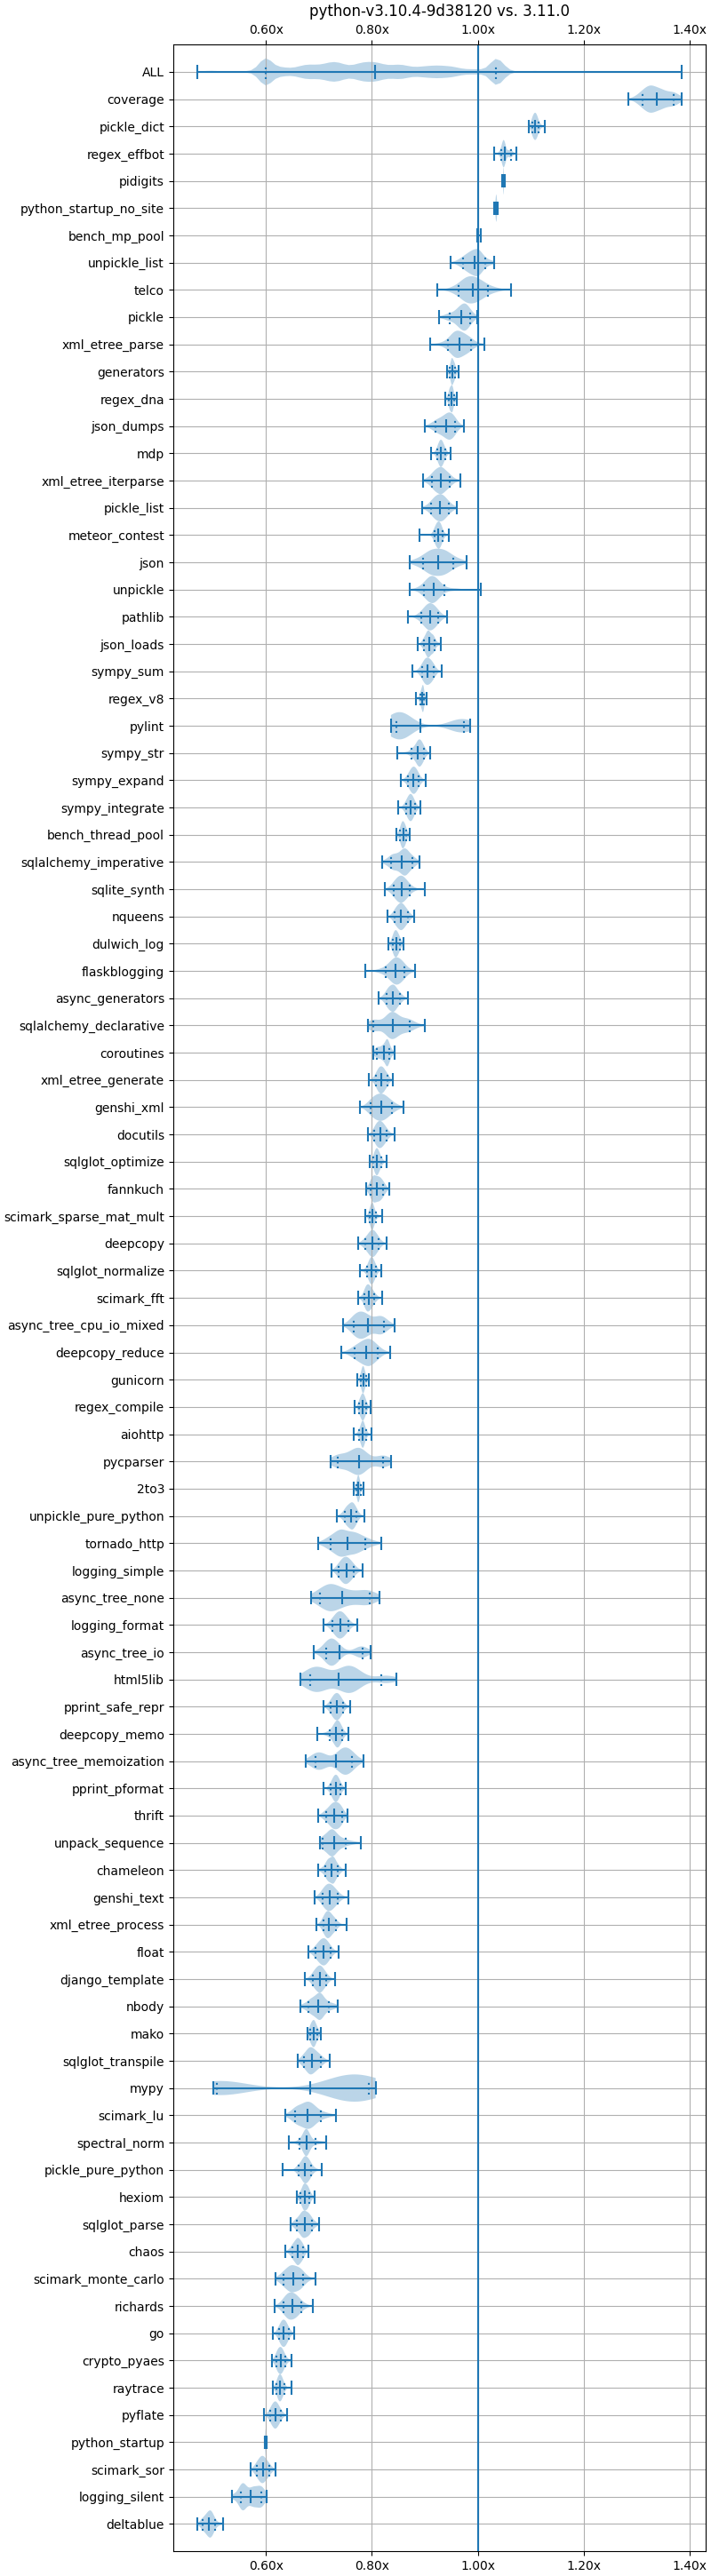 python-v3.10.4-9d38120 vs. 3.11.0
0.60x 0.80x 1.00x 1.20x 1.40x
ALL
coverage
pickle_dict
regex_effbot
pidigits
python_startup_no_site
bench_mp_pool
unpickle_list
telco
pickle
xml_etree_parse
generators
regex_dna
json_dumps
mdp
xml_etree_iterparse
pickle_list
meteor_contest
json
unpickle
pathlib
json_loads
sympy_sum
regex_v8
pylint
sympy_str
sympy_expand
sympy_integrate
bench_thread_pool
sqlalchemy_imperative
sqlite_synth
nqueens
dulwich_log
flaskblogging
async_generators
sqlalchemy_declarative
coroutines
xml_etree_generate
genshi_xml
docutils
sqlglot_optimize
fannkuch
scimark_sparse_mat_mult
deepcopy
sqlglot_normalize
scimark_fft
async_tree_cpu_io_mixed
deepcopy_reduce
gunicorn
regex_compile
aiohttp
pycparser
2to3
unpickle_pure_python
tornado_http
logging_simple
async_tree_none
logging_format
async_tree_io
html5lib
pprint_safe_repr
deepcopy_memo
async_tree_memoization
pprint_pformat
thrift
unpack_sequence
chameleon
genshi_text
xml_etree_process
float
django_template
nbody
mako
sqlglot_transpile
mypy
scimark_lu
spectral_norm
pickle_pure_python
hexiom
sqlglot_parse
chaos
scimark_monte_carlo
richards
go
crypto_pyaes
raytrace
pyflate
python_startup
scimark_sor
logging_silent
deltablue
0.60x 0.80x 1.00x 1.20x 1.40x